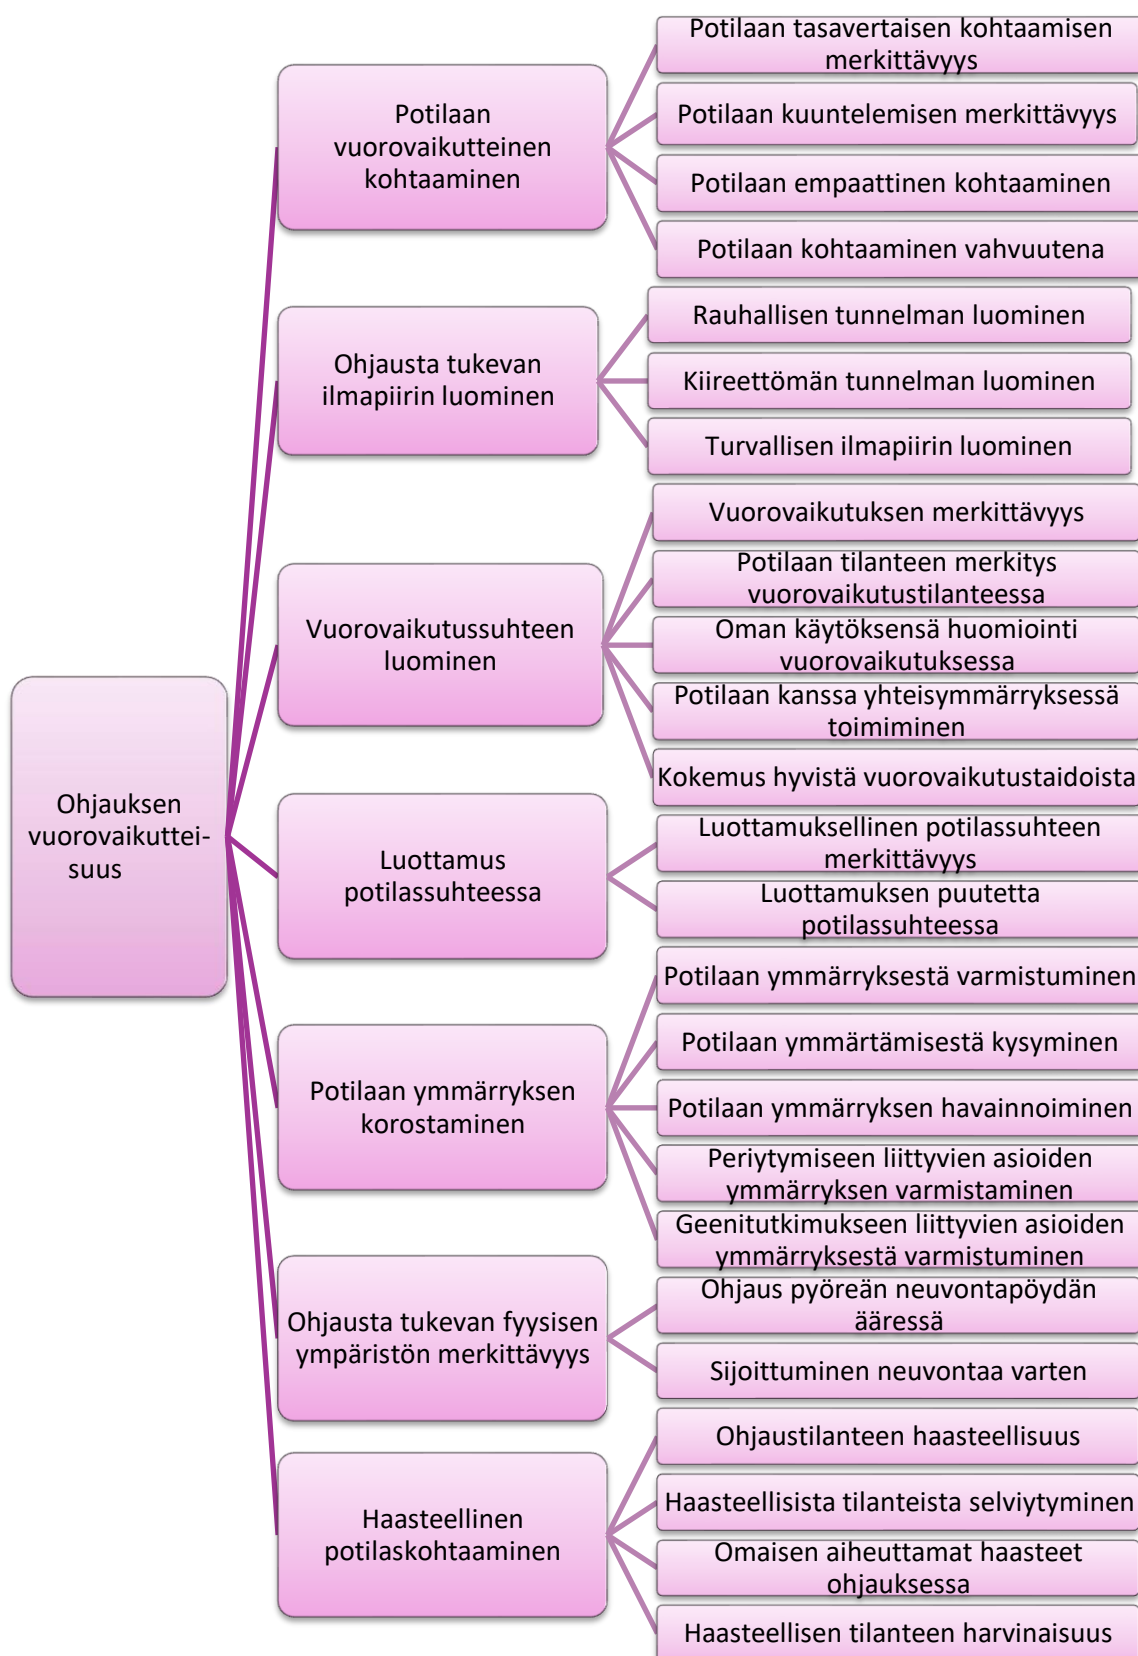 Ohjauksen
vuorovaikuttei-
suus
Potilaan
vuorovaikutteinen
kohtaaminen
Potilaan tasavertaisen kohtaamisen
merkittävyys
Potilaan kuuntelemisen merkittävyys
Potilaan empaattinen kohtaaminen
Potilaan kohtaaminen vahvuutena
Ohjausta tukevan
ilmapiirin luominen
Rauhallisen tunnelman luominen
Kiireettömän tunnelman luominen
Turvallisen ilmapiirin luominen
Vuorovaikutussuhteen
luominen
Vuorovaikutuksen merkittävyys
Potilaan tilanteen merkitys
vuorovaikutustilanteessa
Oman käytöksensä huomiointi
vuorovaikutuksessa
Potilaan kanssa yhteisymmärryksessä
toimiminen
Kokemus hyvistä vuorovaikutustaidoista
Luottamus
potilassuhteessa
Luottamuksellinen potilassuhteen
merkittävyys
Luottamuksen puutetta
potilassuhteessa
Potilaan ymmärryksen
korostaminen
Potilaan ymmärryksestä varmistuminen
Potilaan ymmärtämisestä kysyminen
Potilaan ymmärryksen havainnoiminen
Periytymiseen liittyvien asioiden
ymmärryksen varmistaminen
Geenitutkimukseen liittyvien asioiden
ymmärryksestä varmistuminen
Ohjausta tukevan fyysisen
ympäristön merkittävyys
Ohjaus pyöreän neuvontapöydän
ääressä
Sijoittuminen neuvontaa varten
Haasteellinen
potilaskohtaaminen
Ohjaustilanteen haasteellisuus
Haasteellisista tilanteista selviytyminen
Omaisen aiheuttamat haasteet
ohjauksessa
Haasteellisen tilanteen harvinaisuus